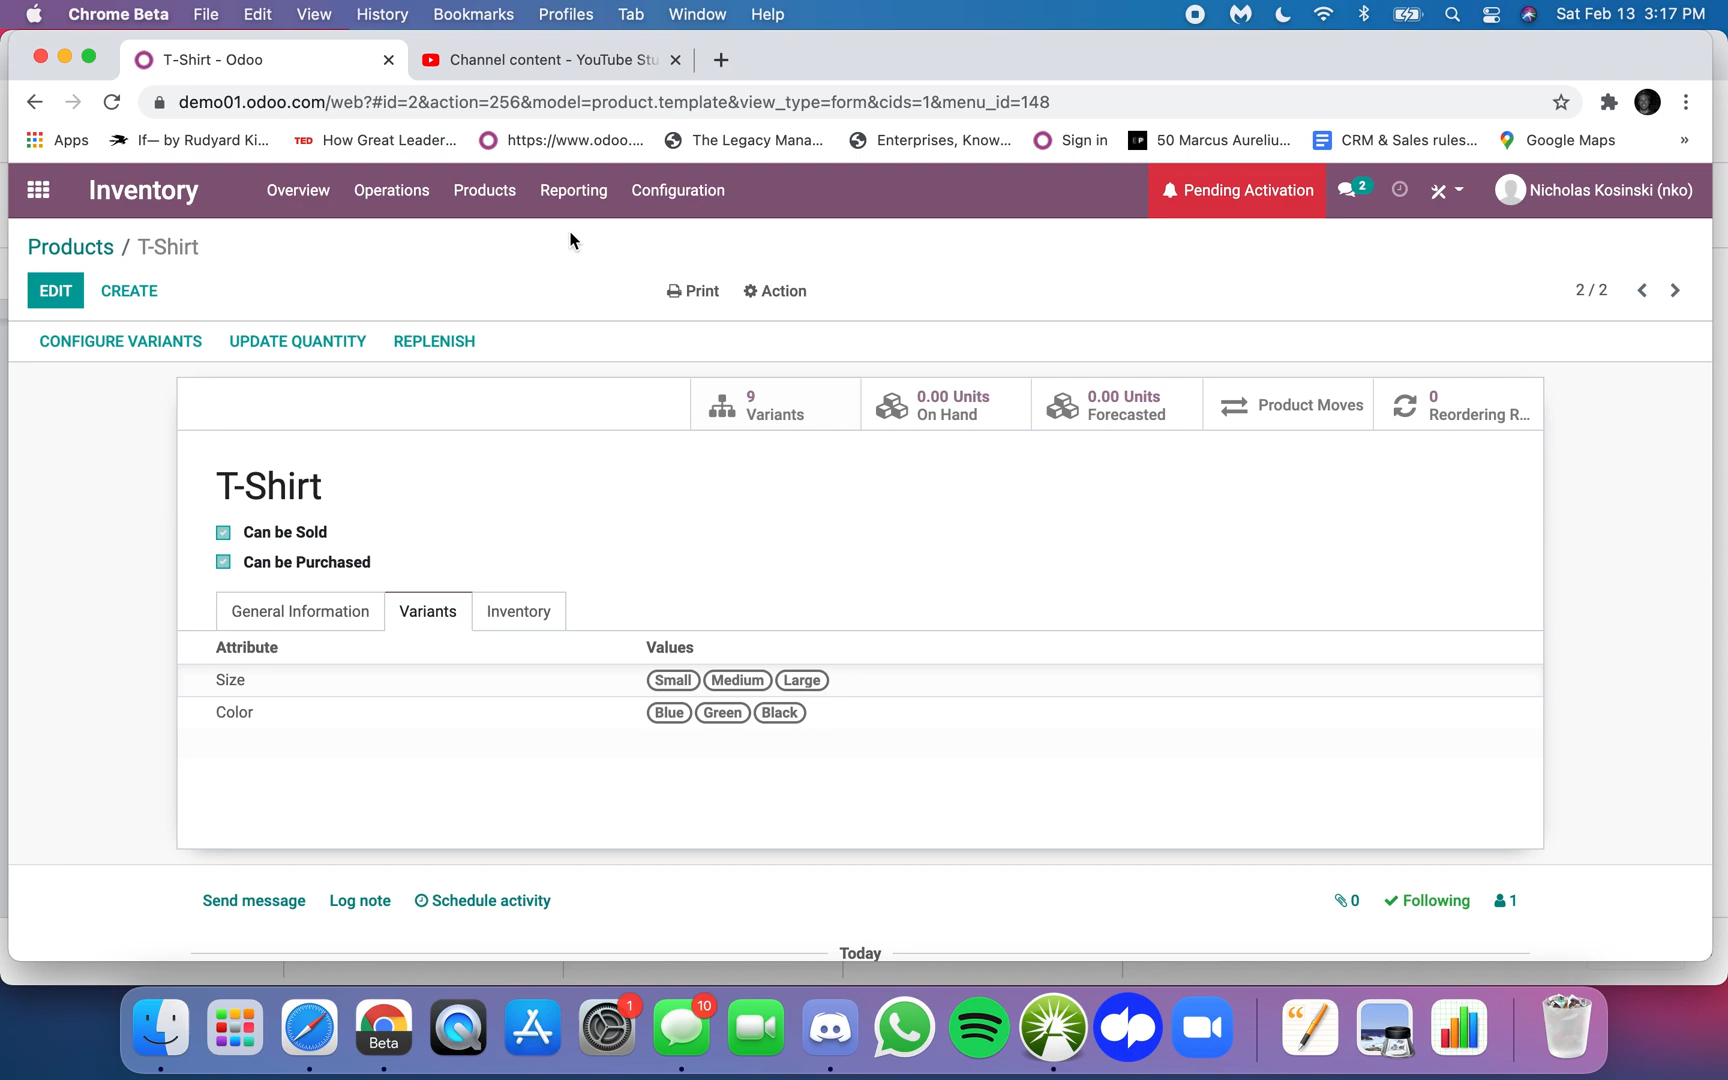 Chrome Beta File Edit View History Bookmarks Profiles Tab Window Help Sat Feb 13 3:17 PM
T-Shirt - Odoo Channel content - YouTube Stu
demo01.odoo.com/web?#id=2&action=256&model=product.template&view_type=form&cids=1&menu_id=148
Apps If— by Rudyard Ki... TED How Great Leader... https://www.odoo.... The Legacy Mana... Enterprises, Know... Sign in EP 50 Marcus Aureliu... CRM & Sales rules... Google Maps »
Inventory Overview Operations Products Reporting Configuration Pending Activation 2 Nicholas Kosinski (nko)
Products / T-Shirt
EDIT CREATE Print Action 2 / 2
CONFIGURE VARIANTS UPDATE QUANTITY REPLENISH
9 Variants
0.00 Units On Hand
0.00 Units Forecasted
Product Moves
0 Reordering R...
T-Shirt
Can be Sold
Can be Purchased
General Information Variants Inventory
Attribute Values
Size Small Medium Large
Color Blue Green Black
Send message Log note Schedule activity 0 Following 1
Today
Beta 1 10